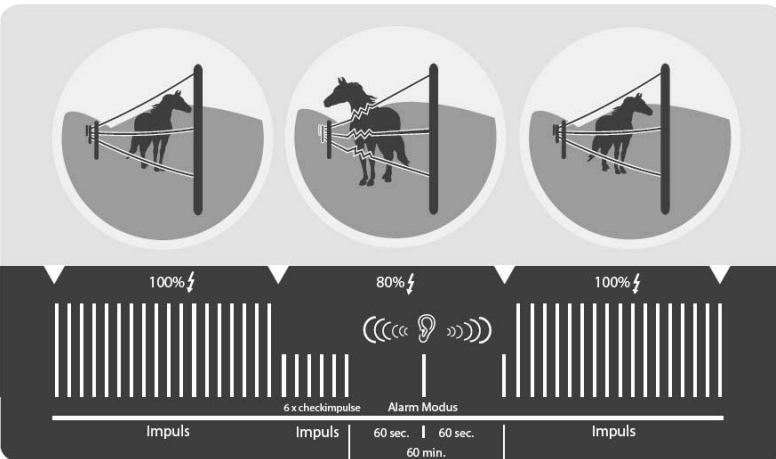 100%
80%
100%
6 x checkimpulse
Alarm Modus
Impuls
Impuls
60 sec.
60 sec.
Impuls
60 min.